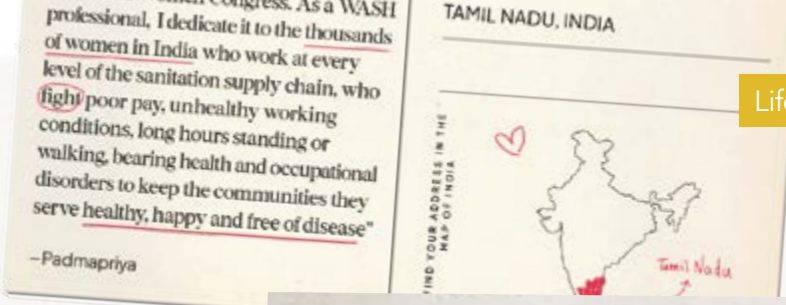 Congress. As a WASH
professional, I dedicate it to the thousands
of women in India who work at every
level of the sanitation supply chain, who
fight poor pay, unhealthy working
conditions, long hours standing or
walking, bearing health and occupational
disorders to keep the communities they
serve healthy, happy and free of disease"
–Padmapriya
TAMIL NADU, INDIA
FIND YOUR ADDRESS IN THE
MAP OF INDIA
Tamil Nadu